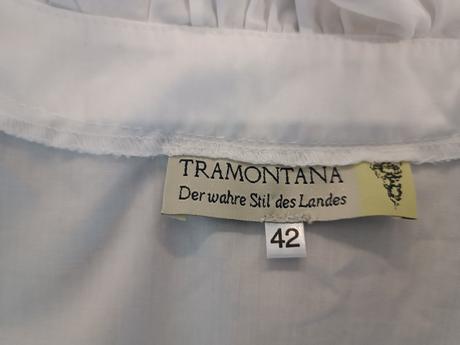 TRAMONTANA
Der wahre Stil des Landes
42